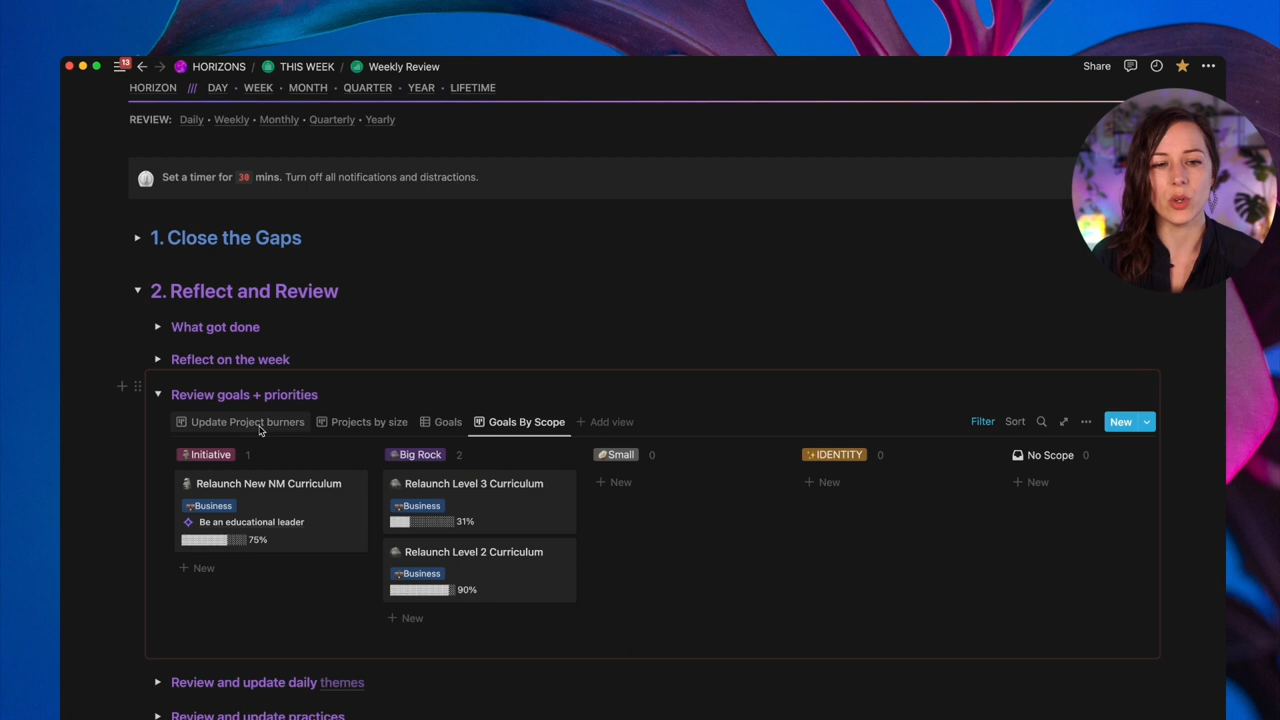 13
HORIZONS / THIS WEEK / Weekly Review
Share
HORIZON /// DAY • WEEK • MONTH • QUARTER • YEAR • LIFETIME
REVIEW: Daily • Weekly • Monthly • Quarterly • Yearly
Set a timer for 30 mins. Turn off all notifications and distractions.
1. Close the Gaps
2. Reflect and Review
What got done
Reflect on the week
Review goals + priorities
Update Project burners Projects by size Goals Goals By Scope + Add view Filter Sort New
Initiative 1 Big Rock 2 Small 0 IDENTITY 0 No Scope 0
Relaunch New NM Curriculum
Business
Be an educational leader
75%
+ New
Relaunch Level 3 Curriculum
Business
31%
Relaunch Level 2 Curriculum
Business
90%
+ New
+ New
+ New
+ New
Review and update daily themes
Review and update practices